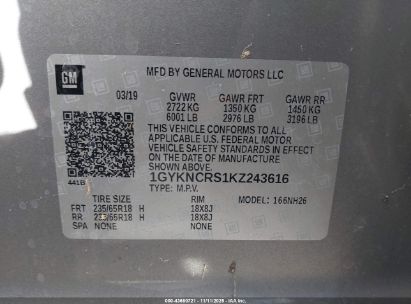 GM
MFD BY GENERAL MOTORS LLC
03/19 GVWR GAWR FRT GAWR RR
2722 KG 1350 KG 1450 KG
6001 LB 2976 LB 3196 LB
THIS VEHICLE CONFORMS TO ALL
APPLICABLE U.S. FEDERAL MOTOR
VEHICLE SAFETY STANDARDS IN EFFECT
ON THE DATE OF MANUFACTURE
SHOWN ABOVE.
1GYKNCRS1KZ243616
441B TYPE: M.P.V.
TIRE SIZE RIM MODEL: 166NH26
FRT 235/65R18 H 18X8J
RR 235/65R18 H 18X8J
SPA NONE NONE